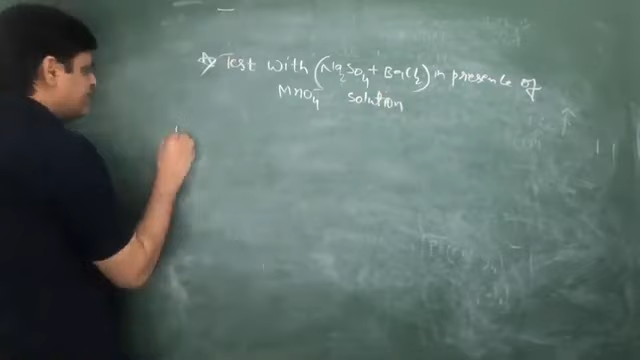 Test with (Na2SO4 + BaCl2) in presence of
MnO4 solution